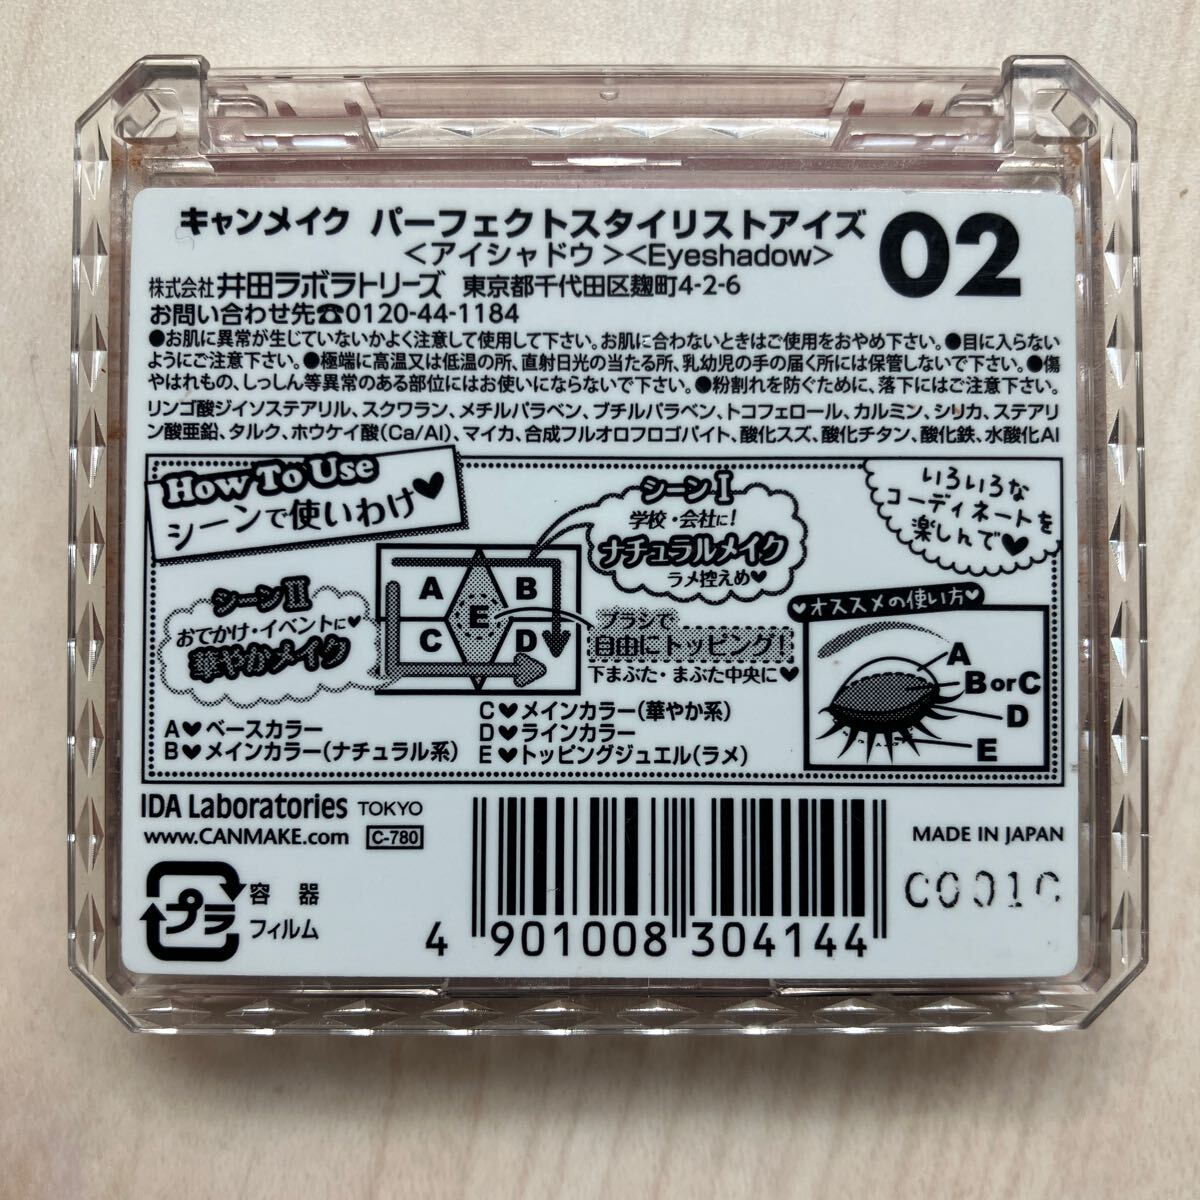 キャンメイク パーフェクトスタイリストアイズ 02
<アイシャドウ><Eyeshadow>
株式会社 井田ラボラトリーズ 東京都千代田区麹町4-2-6
お問い合わせ先☎0120-44-1184
●お肌に異常が生じていないかよく注意して使用して下さい。お肌に合わないときはご使用をおやめ下さい。●目に入らない
ようにご注意下さい。●極端に高温又は低温の所、直射日光の当たる所、乳幼児の手の届く所には保管しないで下さい。●傷
やはれもの、しっしん等異常のある部位にはお使いにならないで下さい。●粉割れを防ぐために、落下にはご注意下さい。
リンゴ酸ジイソステアリル、スクワラン、メチルパラベン、ブチルパラベン、トコフェロール、カルミン、シリカ、ステアリ
ン酸亜鉛、タルク、ホウケイ酸(Ca/Al)、マイカ、合成フルオロフロゴパイト、酸化スズ、酸化チタン、酸化鉄、水酸化Al
How To Use
シーンで使いわけ♥
シーンI
学校・会社に!
ナチュラルメイク
ラメ控えめ♥
いろいろな
コーディネートを
楽しんで♥
シーンII
おでかけ・イベントに♥
華やかメイク
A
B
E
C
D
ブラシで
自由にトッピング!
下まぶた・まぶた中央に♥
♥オススメの使い方♥
A
B or C
D
E
A♥ベースカラー
B♥メインカラー(ナチュラル系)
C♥メインカラー(華やか系)
D♥ラインカラー
E♥トッピングジュエル(ラメ)
IDA Laboratories TOKYO
www.CANMAKE.com C-780
MADE IN JAPAN
C001C
プラ
容器
フィルム
4 901008 304144